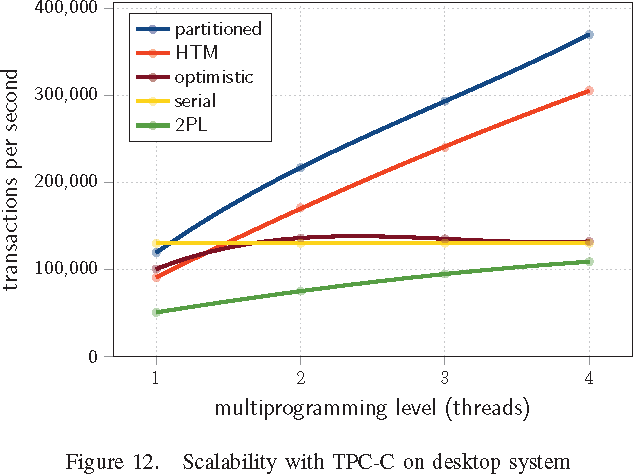 400,000
300,000
200,000
100,000
0
transactions per second
partitioned
HTM
optimistic
serial
2PL
1 2 3 4
multiprogramming level (threads)
Figure 12. Scalability with TPC-C on desktop system